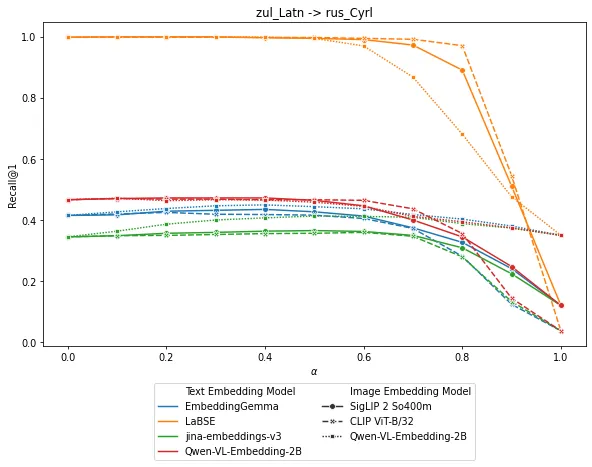 zul_Latn -> rus_Cyrl
Recall@1
1.0
0.8
0.6
0.4
0.2
0.0
0.0 0.2 0.4 0.6 0.8 1.0
α
Text Embedding Model
EmbeddingGemma
LaBSE
jina-embeddings-v3
Qwen-VL-Embedding-2B
Image Embedding Model
SigLIP 2 So400m
CLIP ViT-B/32
Qwen-VL-Embedding-2B